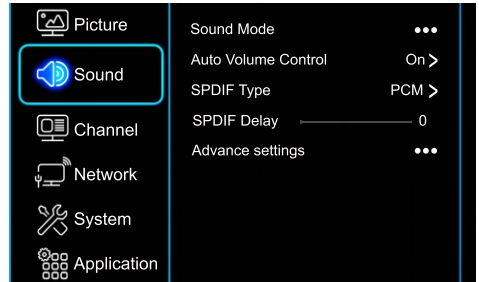 Picture
Sound
Channel
Network
System
Application
Sound Mode •••
Auto Volume Control On >
SPDIF Type PCM >
SPDIF Delay 0
Advance settings •••